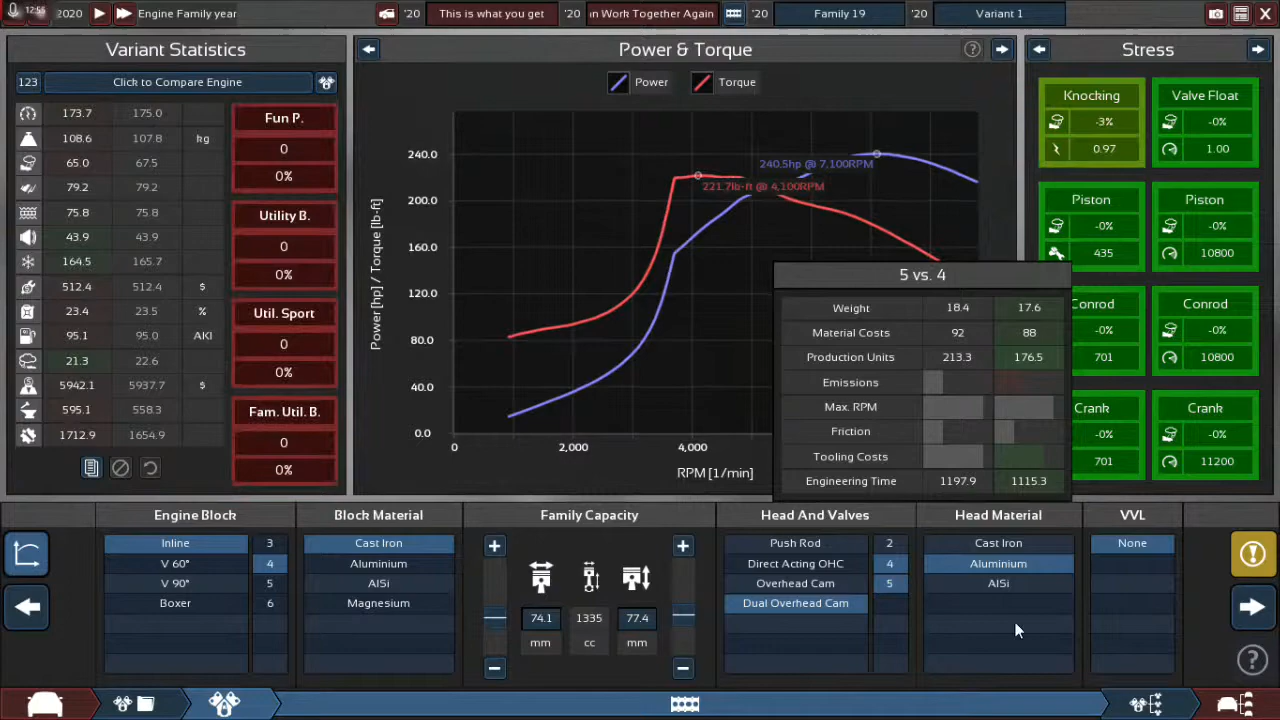 12:55
2020
Engine Family year
'20
This is what you get
'20
in Work Together Again
'20
Family 19
'20
Variant 1
Variant Statistics
123
Click to Compare Engine
173.7 175.0
108.6 107.8 kg
65.0 67.5
79.2 79.2
75.8 75.8
43.9 43.9
164.5 165.7
512.4 512.4 $
23.4 23.5 %
95.1 95.0 AKI
21.3 22.6
5942.1 5937.7 $
595.1 558.3
1712.9 1654.9
Fun P.
0
0%
Utility B.
0
0%
Util. Sport
0
0%
Fam. Util. B.
0
0%
Power & Torque
?
Power
Torque
Power [hp] / Torque [lb-ft]
240.0
200.0
160.0
120.0
80.0
40.0
0.0
0
2,000
4,000
RPM [1/min]
240.5hp @ 7,100RPM
221.7lb-ft @ 4,100RPM
5 vs. 4
Weight 18.4 17.6
Material Costs 92 88
Production Units 213.3 176.5
Emissions
Max. RPM
Friction
Tooling Costs
Engineering Time 1197.9 1115.3
Stress
Knocking
-3%
0.97
Valve Float
-0%
1.00
Piston
-0%
435
Piston
-0%
10800
Conrod
-0%
701
Conrod
-0%
10800
Crank
-0%
701
Crank
-0%
11200
Engine Block
Inline
V 60°
V 90°
Boxer
3
4
5
6
Block Material
Cast Iron
Aluminium
AlSi
Magnesium
Family Capacity
74.1 1335 77.4
mm cc mm
Head And Valves
Push Rod
Direct Acting OHC
Overhead Cam
Dual Overhead Cam
2
4
5
Head Material
Cast Iron
Aluminium
AlSi
VVL
None
?